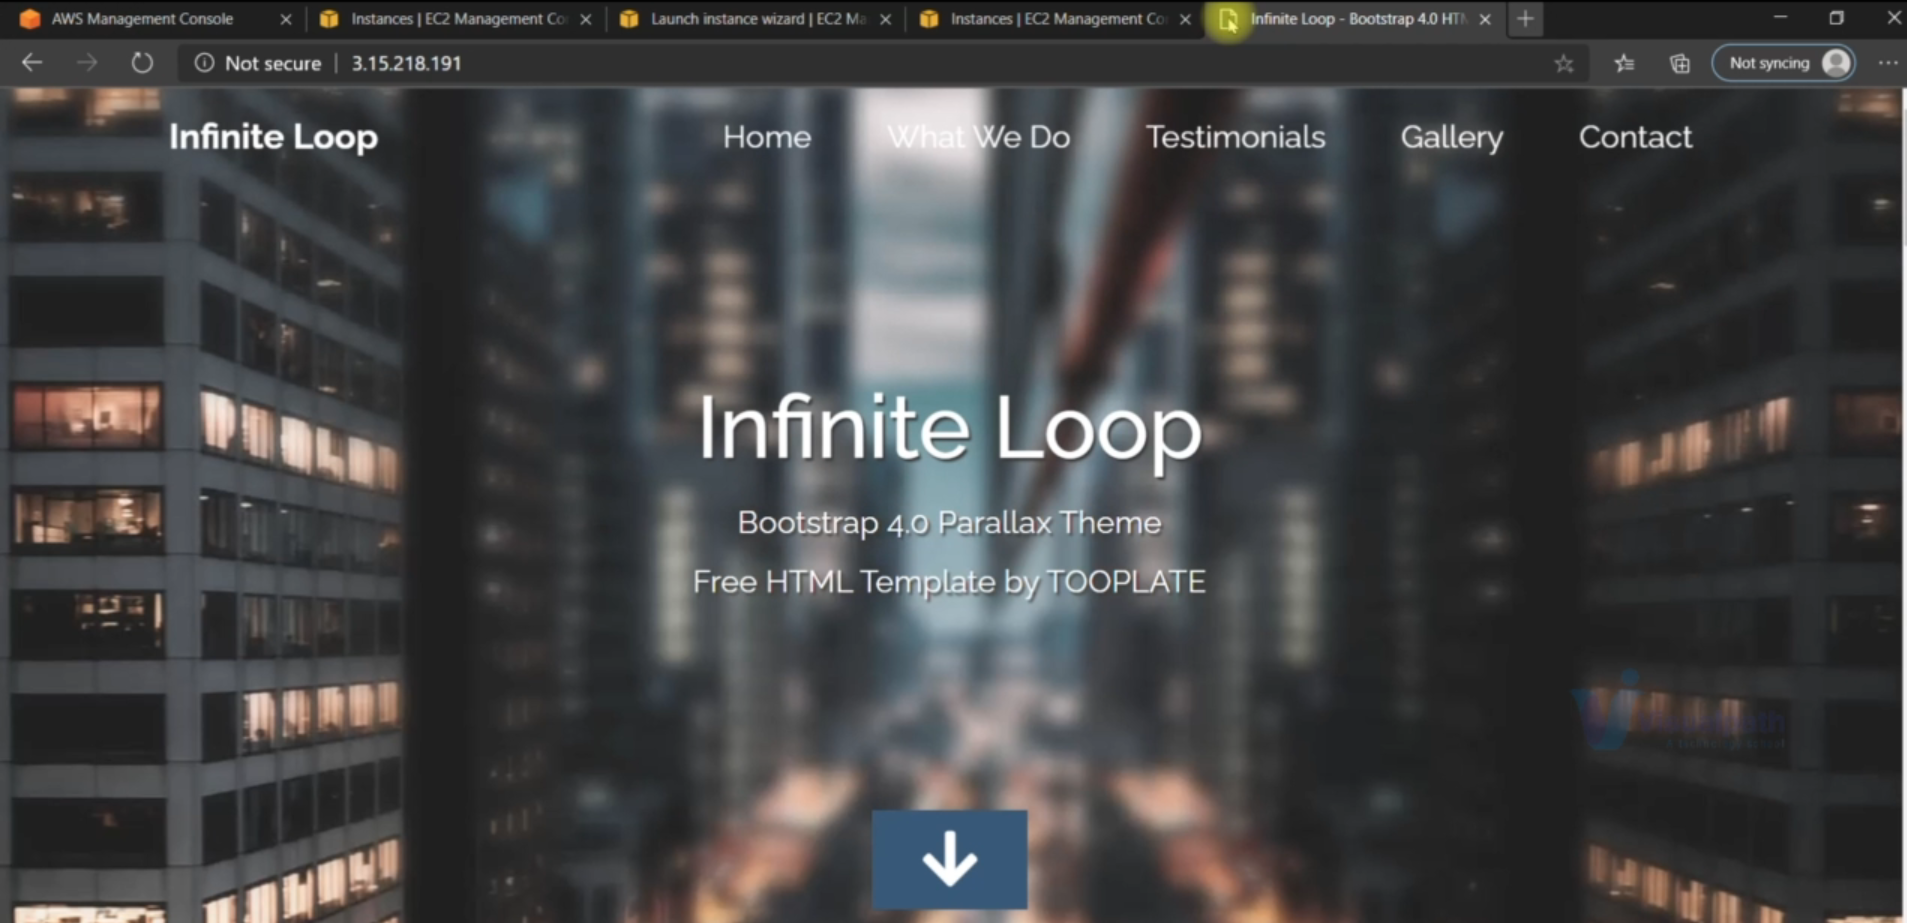 AWS Management Console
Instances | EC2 Management Co
Launch instance wizard | EC2 Ma
Instances | EC2 Management Co
Infinite Loop - Bootstrap 4.0 HTM
Not secure | 3.15.218.191
Not syncing
Infinite Loop
Home
What We Do
Testimonials
Gallery
Contact
Infinite Loop
Bootstrap 4.0 Parallax Theme
Free HTML Template by TOOPLATE